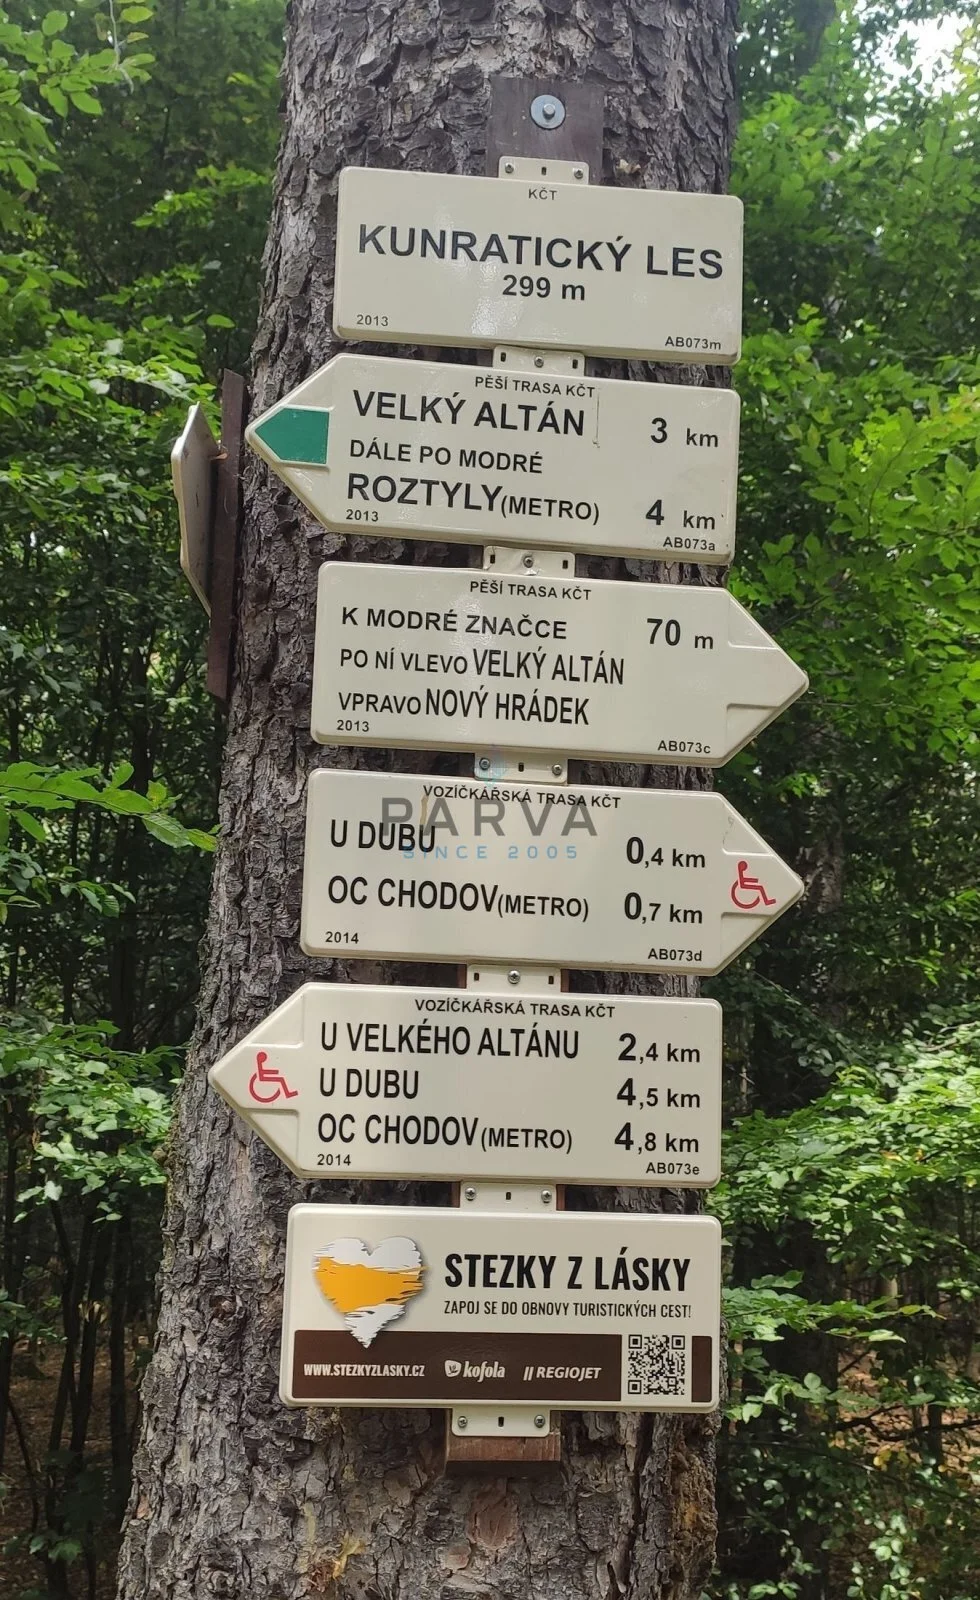 KČT
KUNRATICKÝ LES
299 m
2013 AB073m
PĚŠÍ TRASA KČT
VELKÝ ALTÁN 3 km
DÁLE PO MODRÉ
ROZTYLY(METRO) 4 km
2013 AB073a
PĚŠÍ TRASA KČT
K MODRÉ ZNAČCE 70 m
PO NÍ VLEVO VELKÝ ALTÁN
VPRAVO NOVÝ HRÁDEK
2013 AB073c
VOZÍČKÁŘSKÁ TRASA KČT
PARVA
U DUBU 0,4 km
SINCE 2005
OC CHODOV(METRO) 0,7 km
2014 AB073d
VOZÍČKÁŘSKÁ TRASA KČT
U VELKÉHO ALTÁNU 2,4 km
U DUBU 4,5 km
OC CHODOV(METRO) 4,8 km
2014 AB073e
STEZKY Z LÁSKY
ZAPOJ SE DO OBNOVY TURISTICKÝCH CEST!
WWW.STEZKYZLASKY.CZ kofola REGIOJET